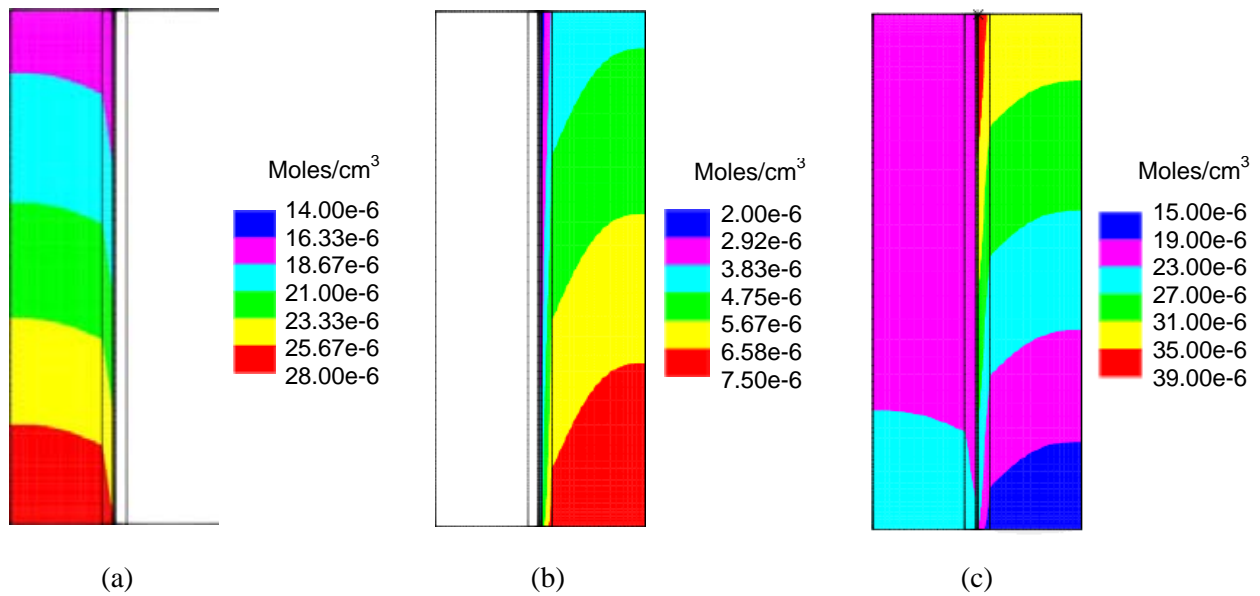 Moles/cm³
14.00e-6
16.33e-6
18.67e-6
21.00e-6
23.33e-6
25.67e-6
28.00e-6
(a)
Moles/cm³
2.00e-6
2.92e-6
3.83e-6
4.75e-6
5.67e-6
6.58e-6
7.50e-6
(b)
Moles/cm³
15.00e-6
19.00e-6
23.00e-6
27.00e-6
31.00e-6
35.00e-6
39.00e-6
(c)